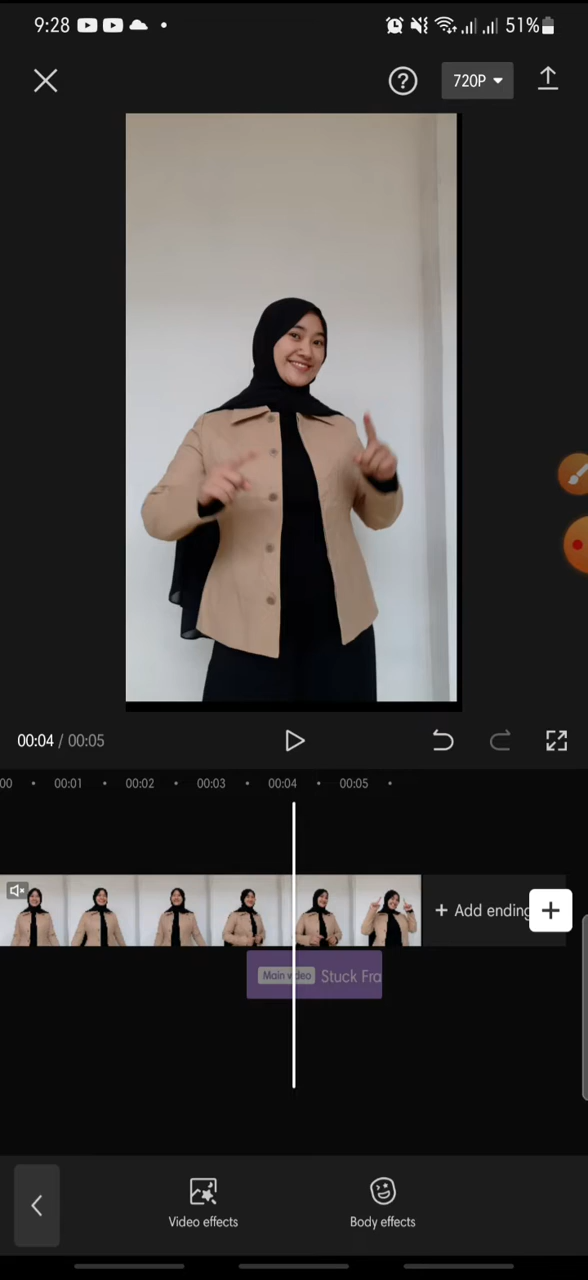 9:28
51%
720P
00:04 / 00:05
00 00:01 00:02 00:03 00:04 00:05
+ Add ending
Main video Stuck Fra
Video effects Body effects